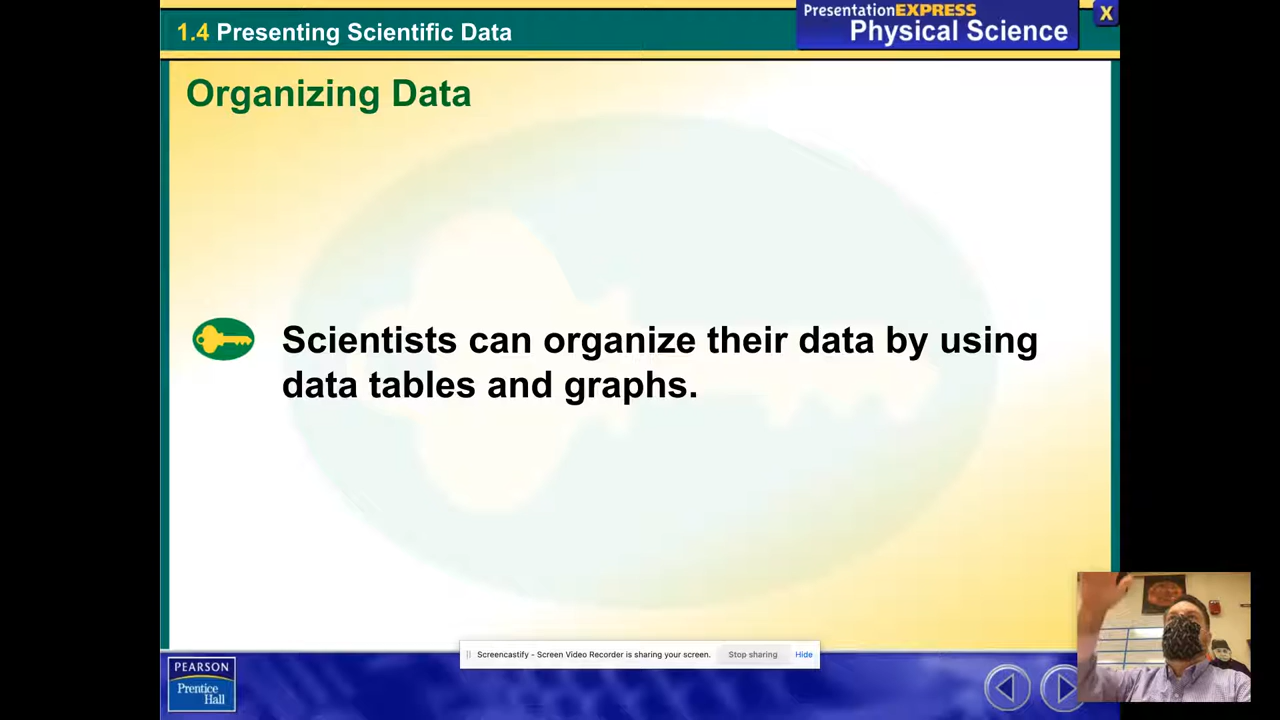 1.4 Presenting Scientific Data
PresentationEXPRESS
Physical Science
X
Organizing Data
Scientists can organize their data by using
data tables and graphs.
Screencastify - Screen Video Recorder is sharing your screen. Stop sharing Hide
PEARSON
Prentice
Hall